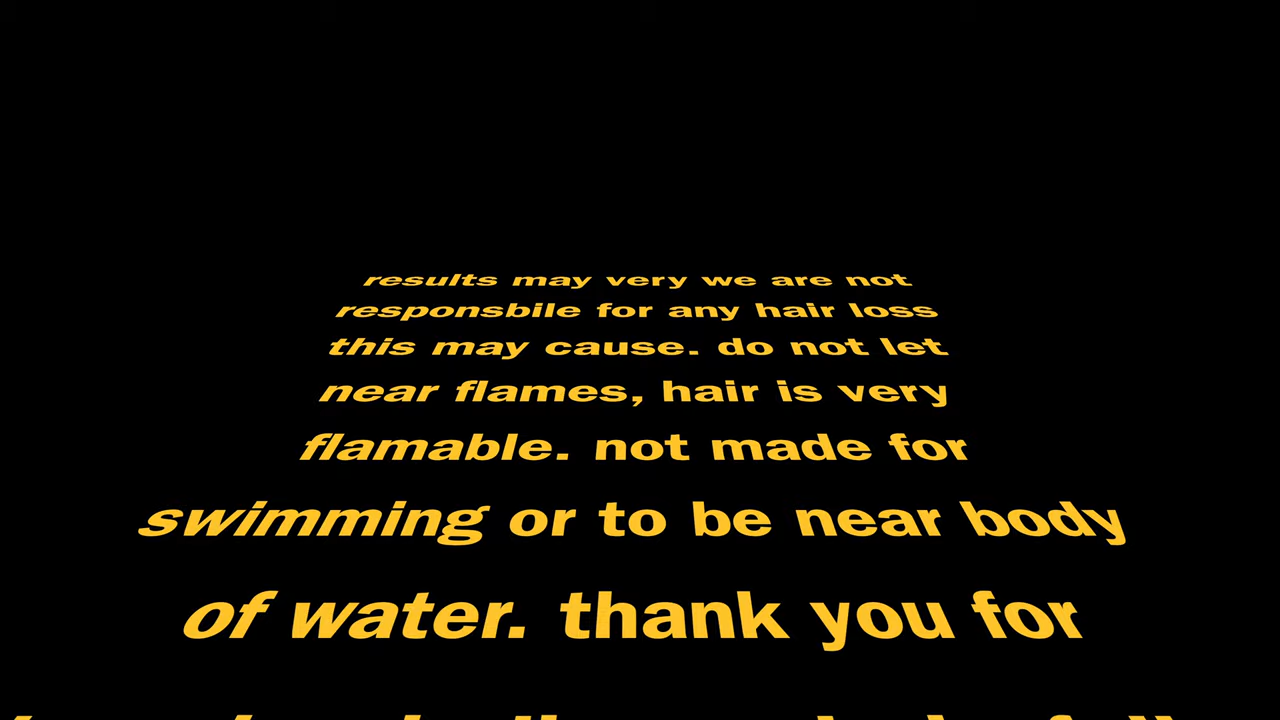 results may very we are not
responsbile for any hair loss
this may cause. do not let
near flames, hair is very
flamable. not made for
swimming or to be near body
of water. thank you for